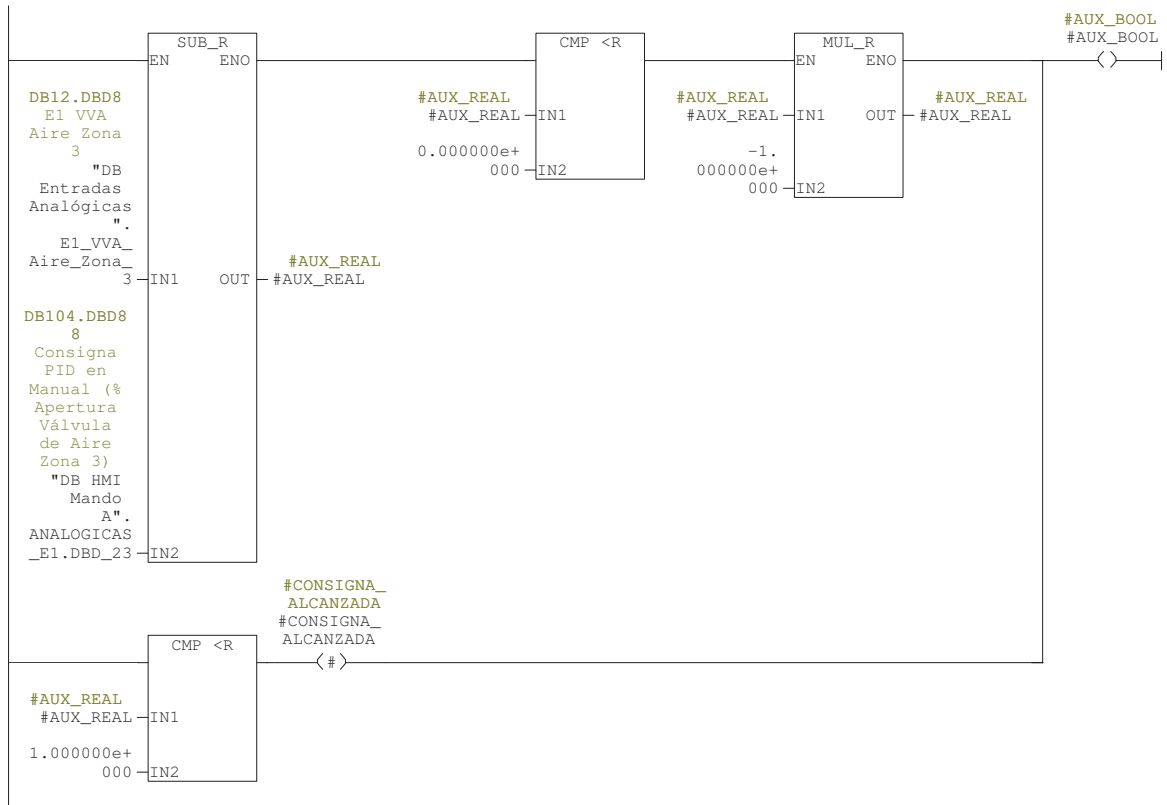 #AUX_BOOL
#AUX_BOOL
SUB_R
EN ENO
CMP <R
MUL_R
EN ENO
DB12.DBD8
E1 VVA
Aire Zona
3
"DB
Entradas
Analógicas
".
E1_VVA_
Aire_Zona_
3 IN1
OUT
#AUX_REAL
#AUX_REAL
#AUX_REAL
#AUX_REAL IN1
0.000000e+
000 IN2
#AUX_REAL
#AUX_REAL IN1
-1.
000000e+
000 IN2
OUT
#AUX_REAL
#AUX_REAL
DB104.DBD8
8
Consigna
PID en
Manual (%
Apertura
Válvula
de Aire
Zona 3)
"DB HMI
Mando
A".
ANALOGICAS
_E1.DBD_23 IN2
#CONSIGNA_
ALCANZADA
#CONSIGNA_
ALCANZADA
CMP <R
#
#AUX_REAL
#AUX_REAL IN1
1.000000e+
000 IN2